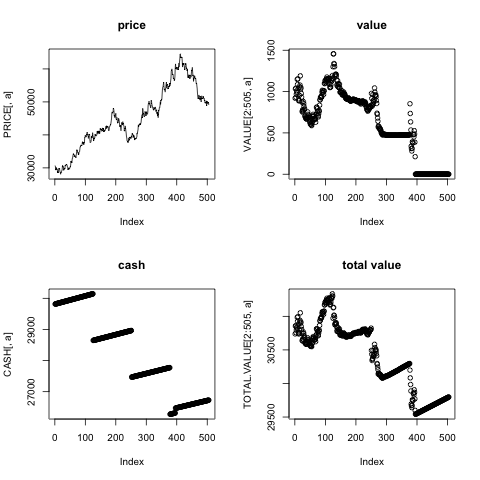 price
PRICE[, a]
30000
50000
0 100 200 300 400 500
Index
value
VALUE[2:505, a]
0
500
1000
1500
0 100 200 300 400 500
Index
cash
CASH[, a]
27000
29000
0 100 200 300 400 500
Index
total value
TOTAL.VALUE[2:505, a]
29500
30500
0 100 200 300 400 500
Index